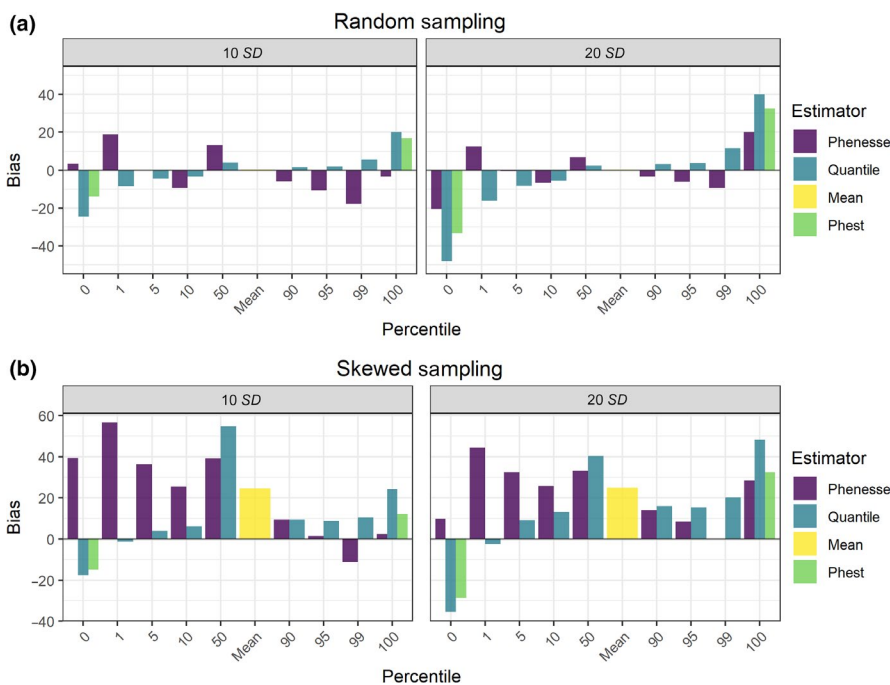 (a)
Random sampling
10 SD
20 SD
Bias
40
20
0
−20
−40
0 1 5 10 50 Mean 90 95 99 100
0 1 5 10 50 Mean 90 95 99 100
Percentile
Estimator
Phenesse
Quantile
Mean
Phest
(b)
Skewed sampling
10 SD
20 SD
Bias
60
40
20
0
−20
−40
0 1 5 10 50 Mean 90 95 99 100
0 1 5 10 50 Mean 90 95 99 100
Percentile
Estimator
Phenesse
Quantile
Mean
Phest